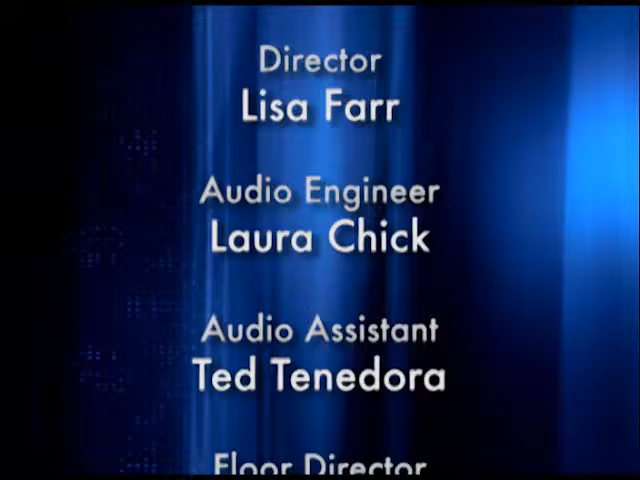 Director
Lisa Farr
Audio Engineer
Laura Chick
Audio Assistant
Ted Tenedora
Floor Director